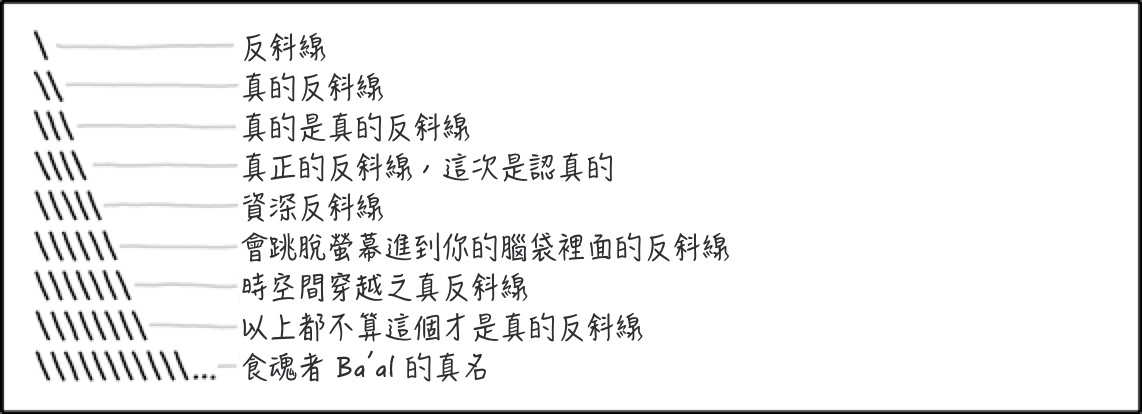 \ 反斜線
\\ 真的反斜線
\\\ 真的是真的反斜線
\\\\ 真正的反斜線，這次是認真的
\\\\\ 資深反斜線
\\\\\\ 會跳脫螢幕進到你的腦袋裡面的反斜線
\\\\\\\ 時空間穿越之真反斜線
\\\\\\\\ 以上都不算這個才是真的反斜線
\\\\\\\\\\\... 食魂者 Ba'al 的真名